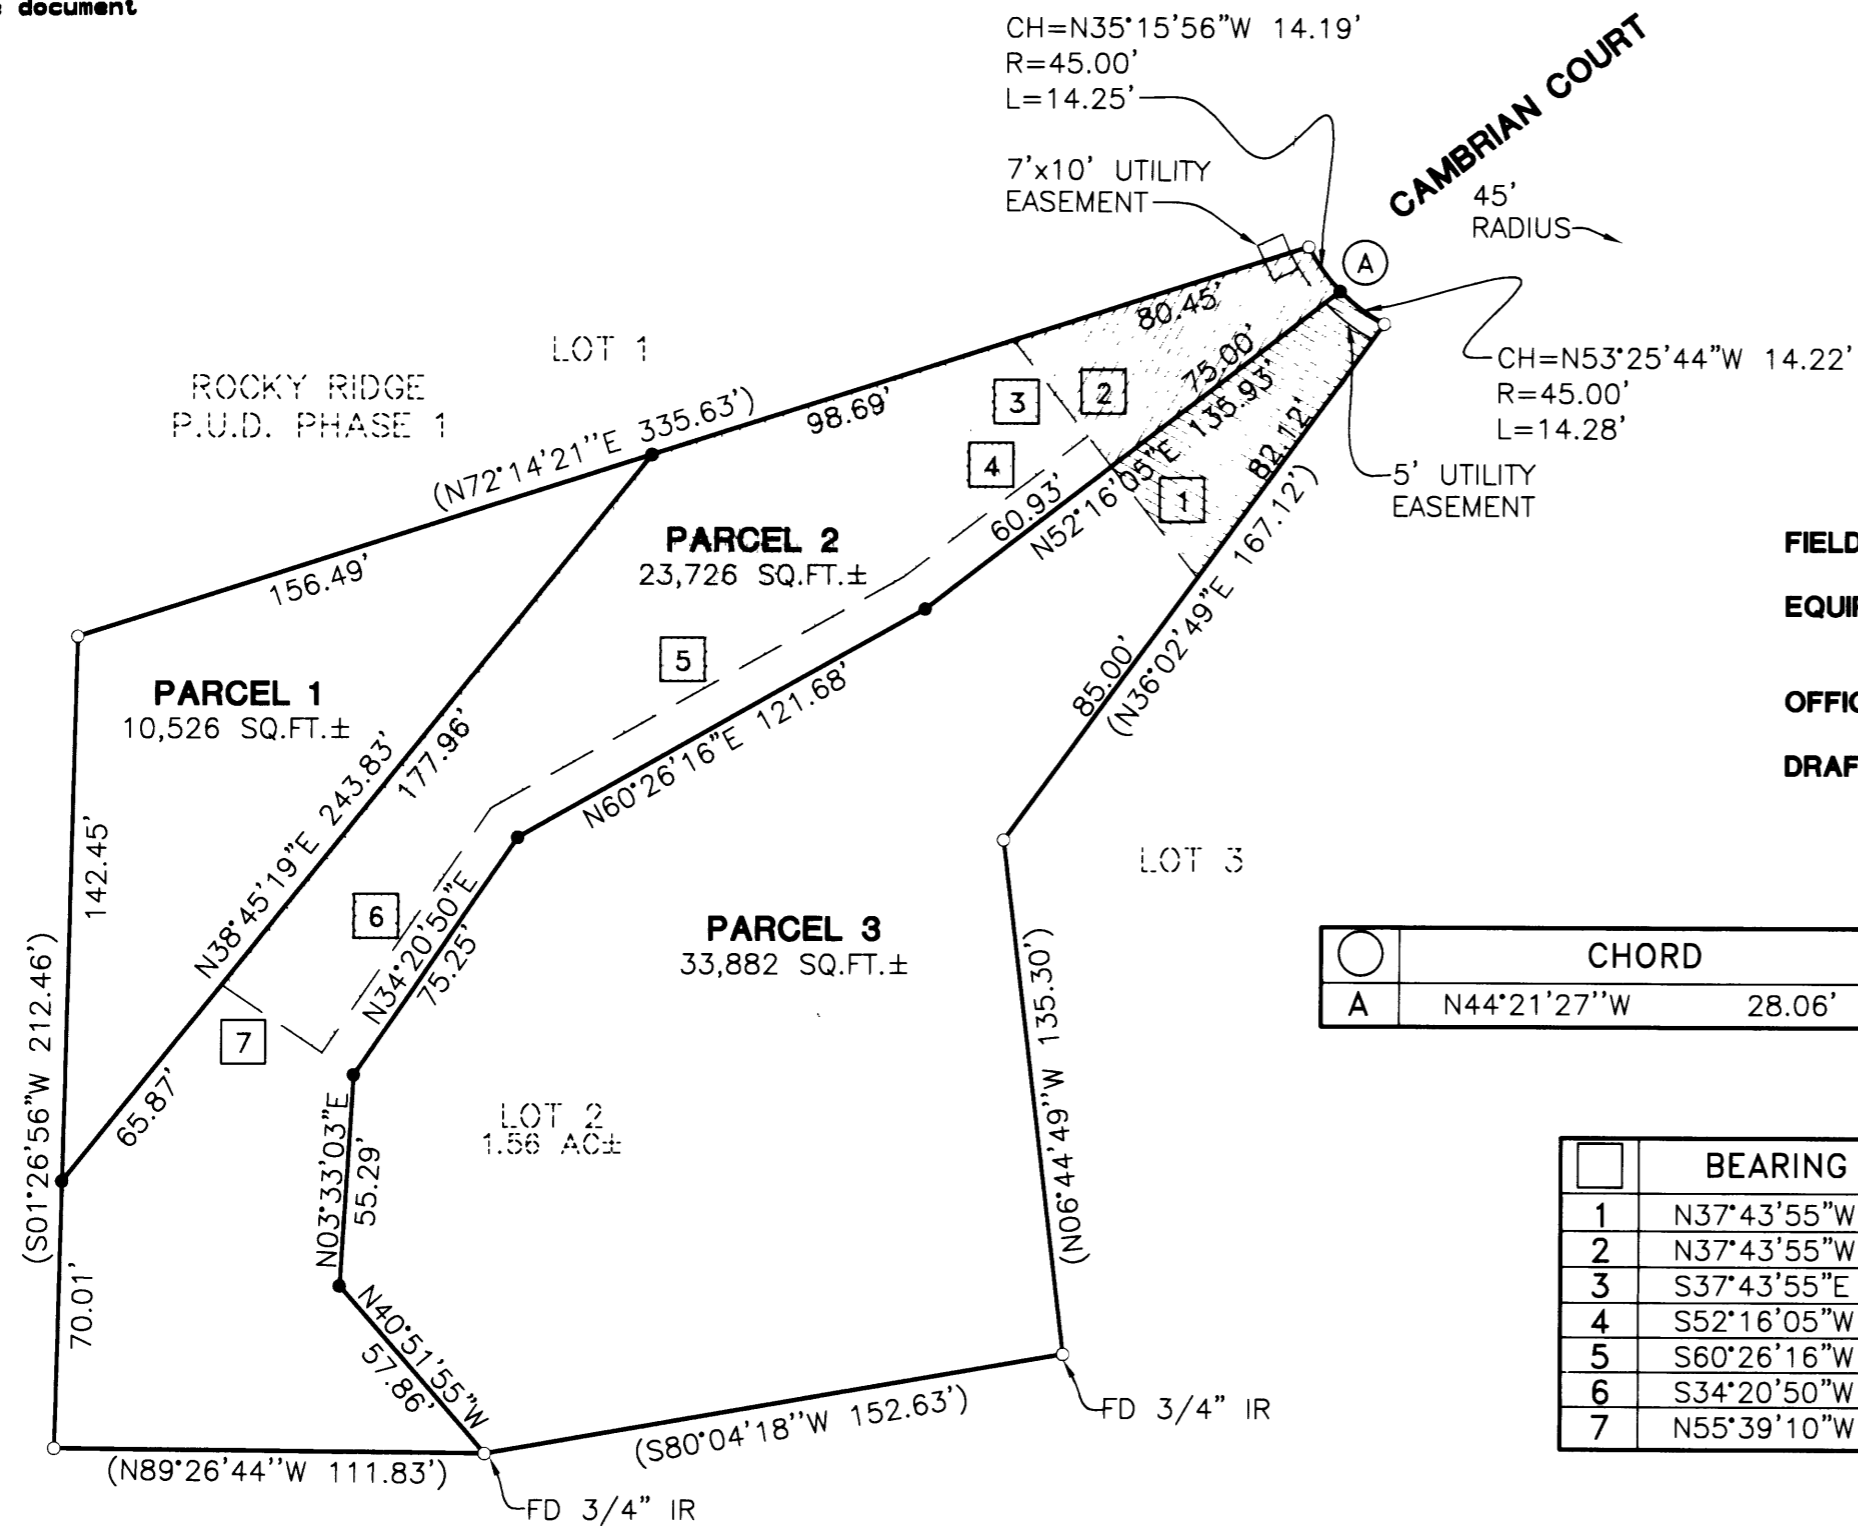 document
CH=N35°15'56"W 14.19'
R=45.00'
L=14.25'
CAMBRIAN COURT
7'x10' UTILITY
EASEMENT
45'
RADIUS
A
80.45'
CH=N53°25'44"W 14.22'
R=45.00'
L=14.28'
LOT 1
ROCKY RIDGE
P.U.D. PHASE 1
(N72°14'21"E 335.63')
98.69'
3
2
75.00'
N52°16'05"E 135.93'
82.12'
4
1
5' UTILITY
EASEMENT
60.93'
(N36°02'49"E 167.12')
156.49'
PARCEL 2
23,726 SQ.FT.±
FIELD
5
PARCEL 1
10,526 SQ.FT.±
85.00'
N60°26'16"E 121.68'
N38°45'19"E 243.83'
177.96'
142.45'
LOT 3
6
N34°20'50"E
75.25'
PARCEL 3
33,882 SQ.FT.±
CHORD
A N44°21'27"W 28.06'
(S01°26'56"W 212.46')
7
65.87'
(N06°44'49"W 135.30')
LOT 2
1.56 AC±
N03°33'03"E
55.29'
70.01'
N40°51'55"W
57.86'
BEARING
1 N37°43'55"W
2 N37°43'55"W
3 S37°43'55"E
4 S52°16'05"W
5 S60°26'16"W
6 S34°20'50"W
7 N55°39'10"W
(S80°04'18"W 152.63')
FD 3/4" IR
(N89°26'44"W 111.83')
FD 3/4" IR